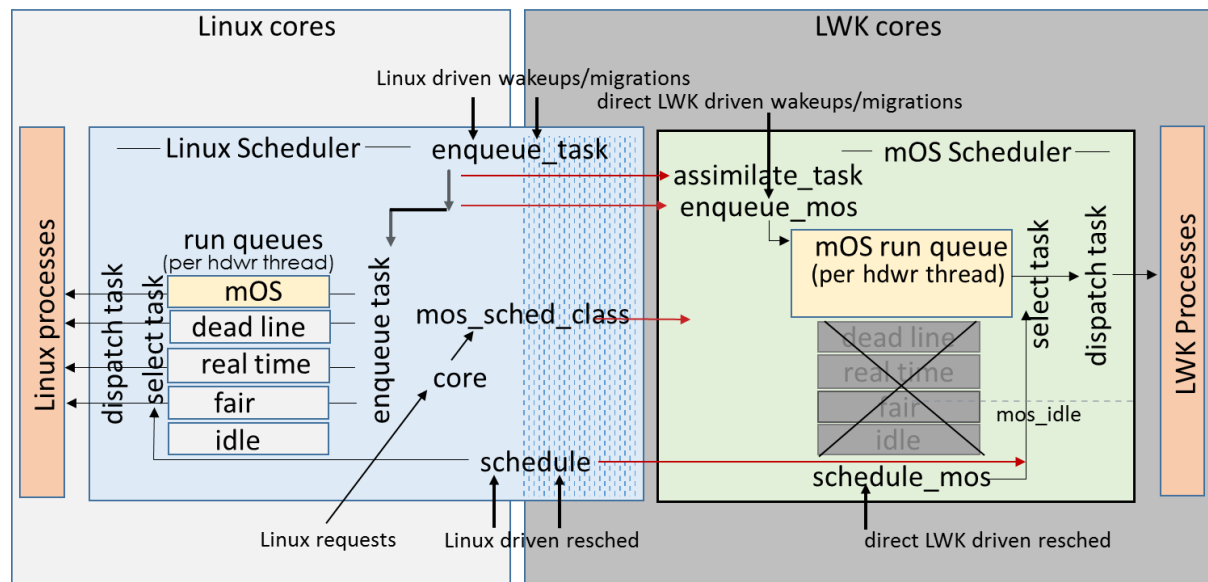 Linux cores
LWK cores
Linux driven wakeups/migrations
direct LWK driven wakeups/migrations
Linux Scheduler
enqueue_task
mOS Scheduler
assimilate_task
enqueue_mos
run queues
(per hdwr thread)
mOS
dead line
real time
fair
idle
Linux processes
dispatch task
select task
enqueue task
mos_sched_class
core
schedule
mOS run queue
(per hdwr thread)
dead line
real time
fair
idle
mos_idle
schedule_mos
select task
dispatch task
LWK Processes
Linux requests
Linux driven resched
direct LWK driven resched